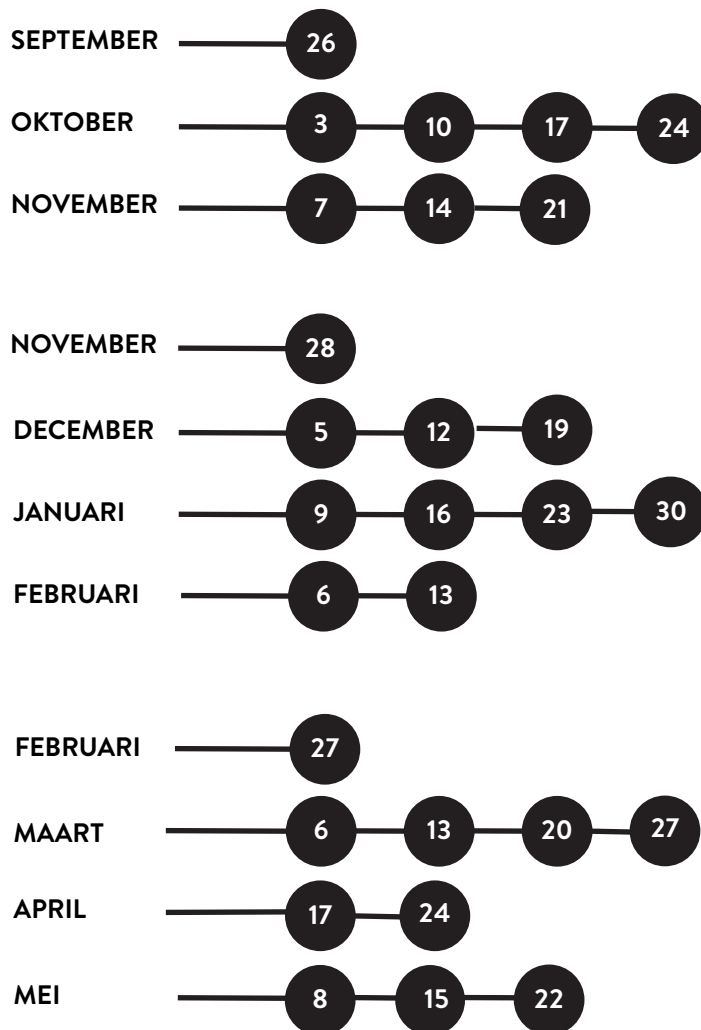 SEPTEMBER 26
OKTOBER 3 10 17 24
NOVEMBER 7 14 21
NOVEMBER 28
DECEMBER 5 12 19
JANUARI 9 16 23 30
FEBRUARI 6 13
FEBRUARI 27
MAART 6 13 20 27
APRIL 17 24
MEI 8 15 22